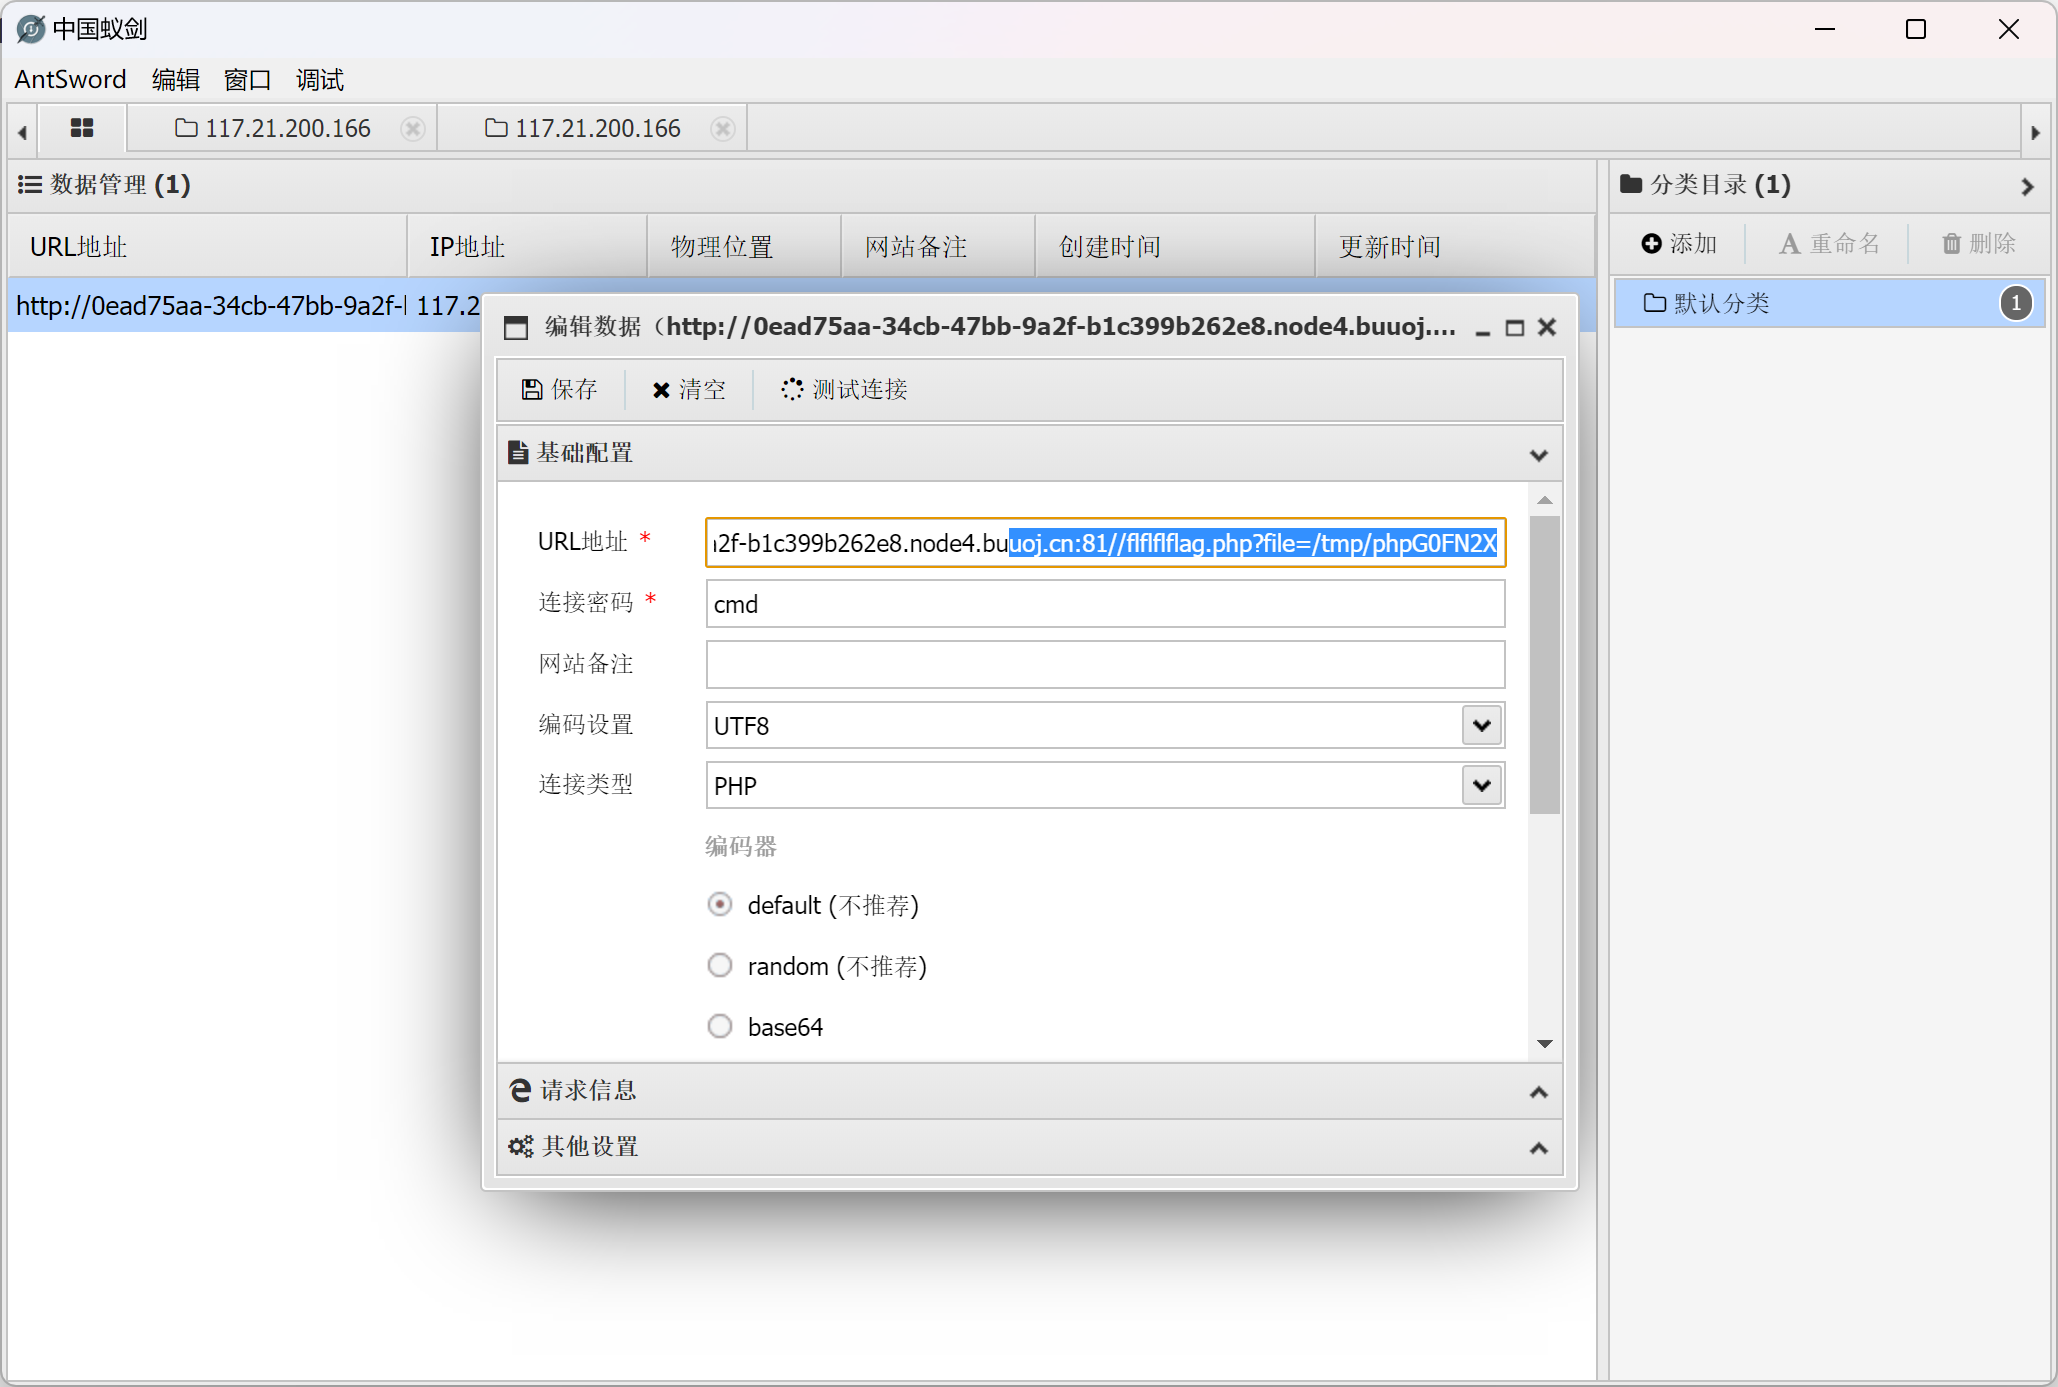 中国蚁剑
AntSword 编辑 窗口 调试
117.21.200.166 117.21.200.166
数据管理 (1)
URL地址 IP地址 物理位置 网站备注 创建时间 更新时间
http://0ead75aa-34cb-47bb-9a2f-l 117.2
分类目录 (1)
添加 重命名 删除
默认分类 1
编辑数据（http://0ead75aa-34cb-47bb-9a2f-b1c399b262e8.node4.buuoj....
保存 清空 测试连接
基础配置
URL地址 * 2f-b1c399b262e8.node4.buuoj.cn:81//flflflflag.php?file=/tmp/phpG0FN2X
连接密码 * cmd
网站备注
编码设置 UTF8
连接类型 PHP
编码器
default (不推荐)
random (不推荐)
base64
请求信息
其他设置